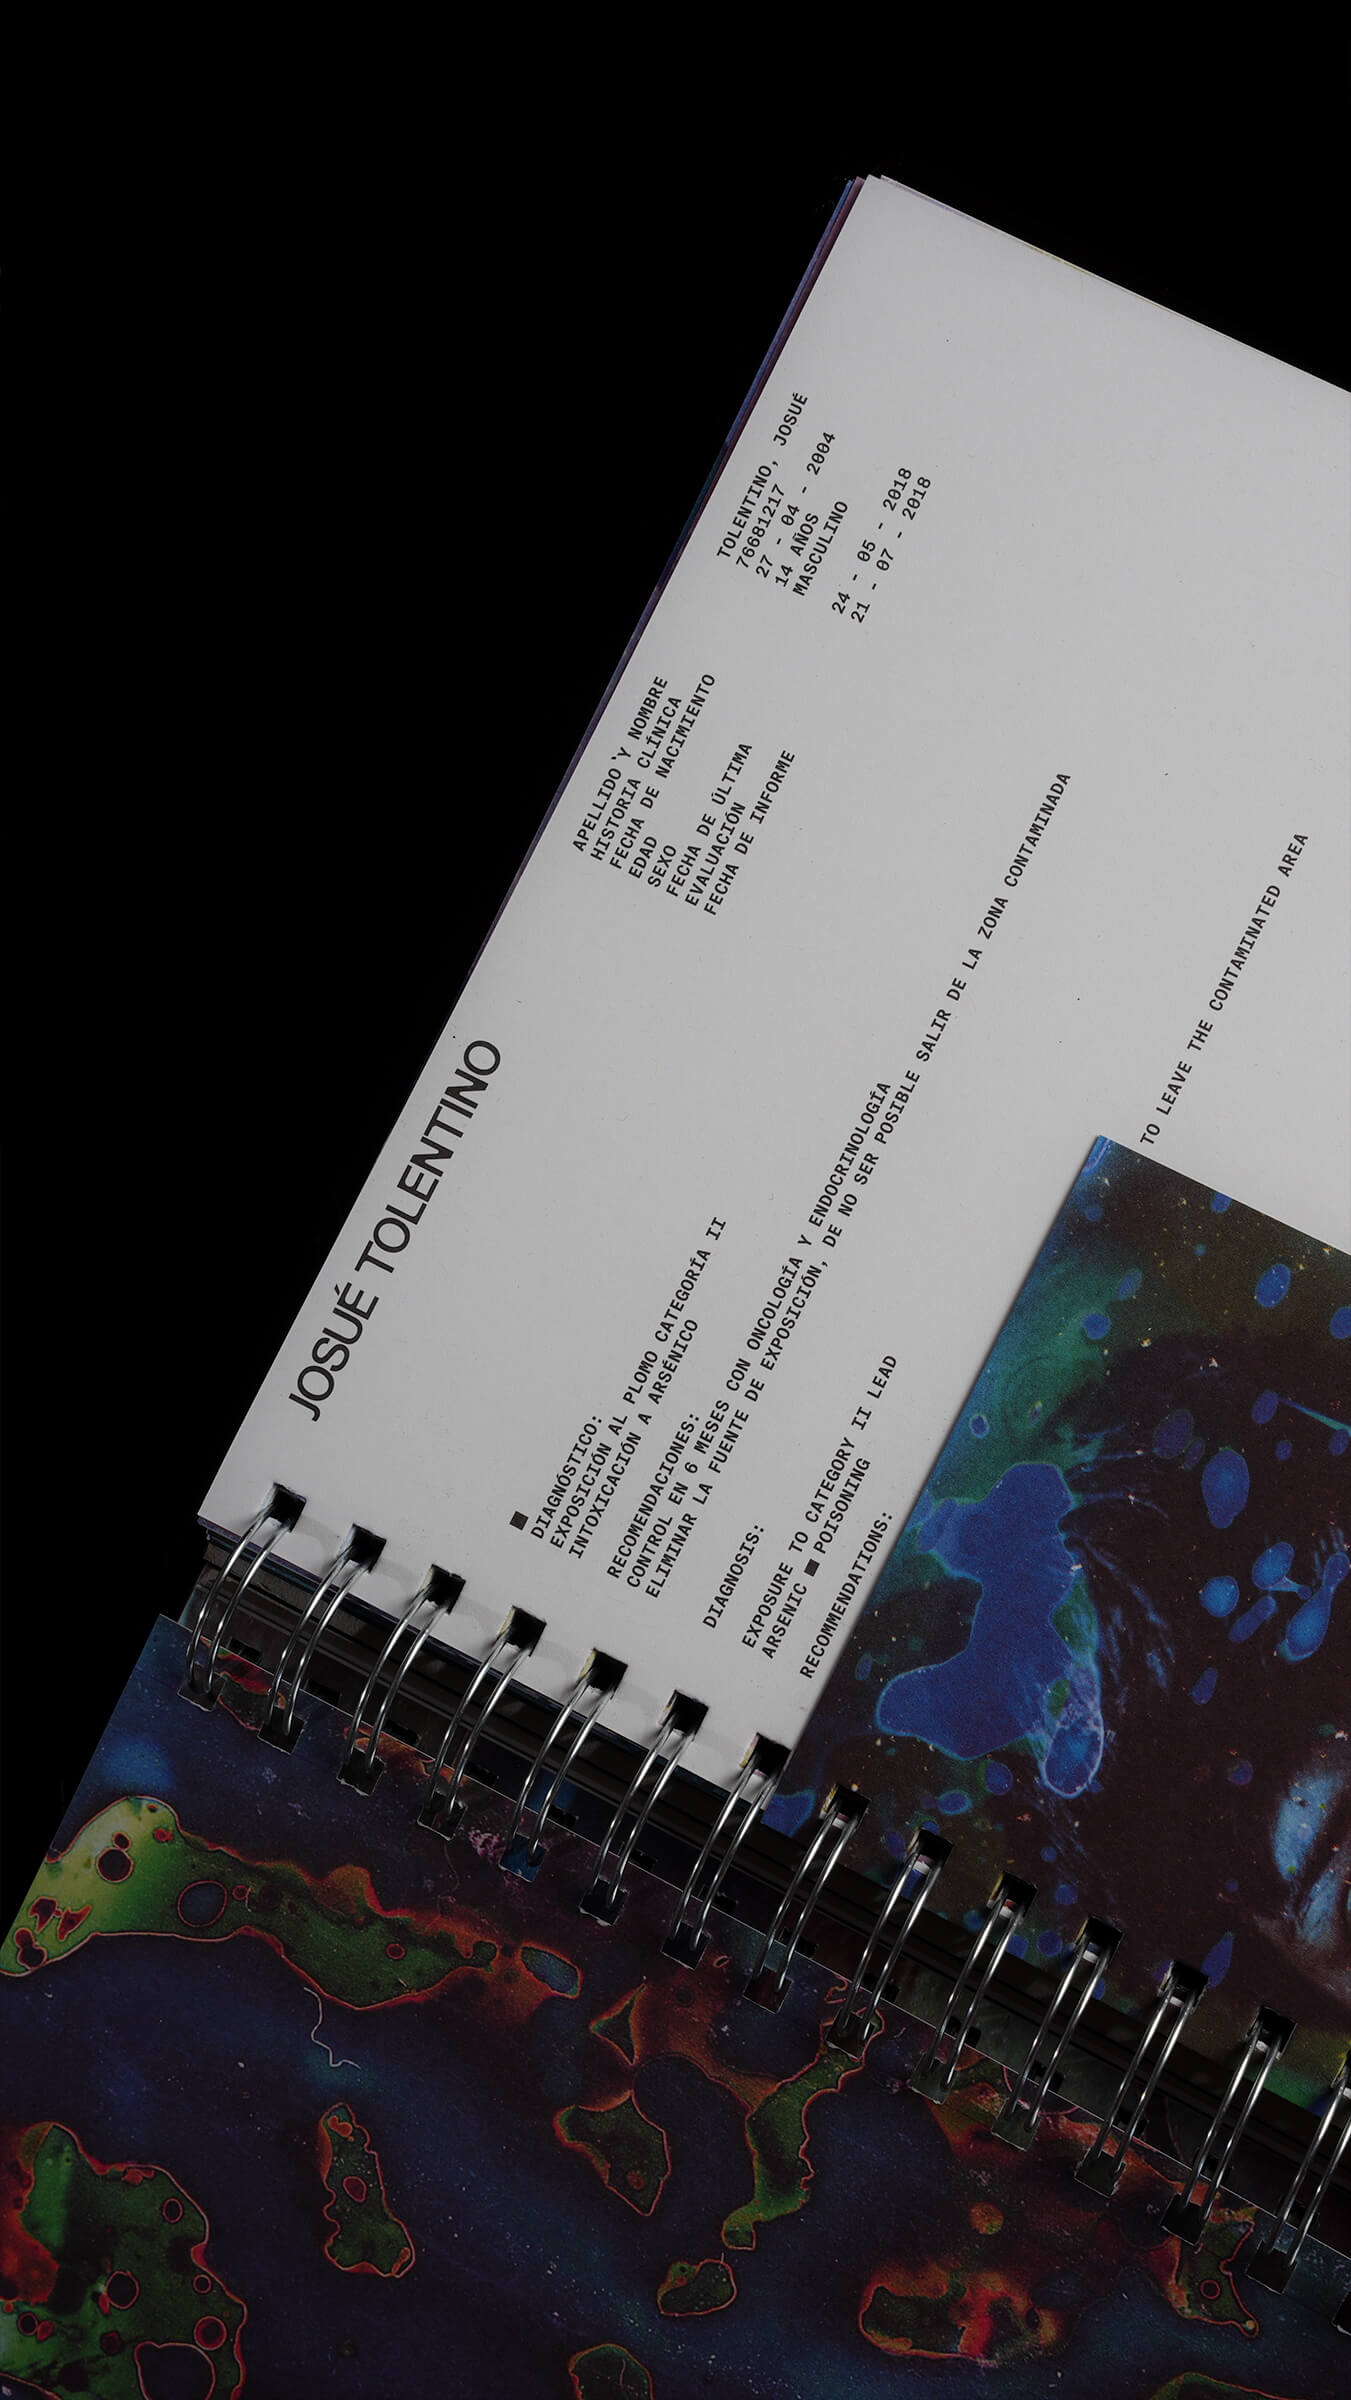 JOSUÉ TOLENTINO
APELLIDO Y NOMBRE TOLENTINO, JOSUÉ
HISTORIA CLÍNICA 76681217
FECHA DE NACIMIENTO 27 - 04 - 2004
EDAD 14 AÑOS
SEXO MASCULINO
FECHA DE ÚLTIMA
EVALUACIÓN 24 - 05 - 2018
FECHA DE INFORME 21 - 07 - 2018
DIAGNÓSTICO:
EXPOSICIÓN AL PLOMO CATEGORÍA II
INTOXICACIÓN A ARSÉNICO
RECOMENDACIONES:
CONTROL EN 6 MESES CON ONCOLOGÍA Y ENDOCRINOLOGÍA
ELIMINAR LA FUENTE DE EXPOSICIÓN, DE NO SER POSIBLE SALIR DE LA ZONA CONTAMINADA
DIAGNOSIS:
EXPOSURE TO CATEGORY II LEAD
ARSENIC POISONING
RECOMMENDATIONS:
TO LEAVE THE CONTAMINATED AREA